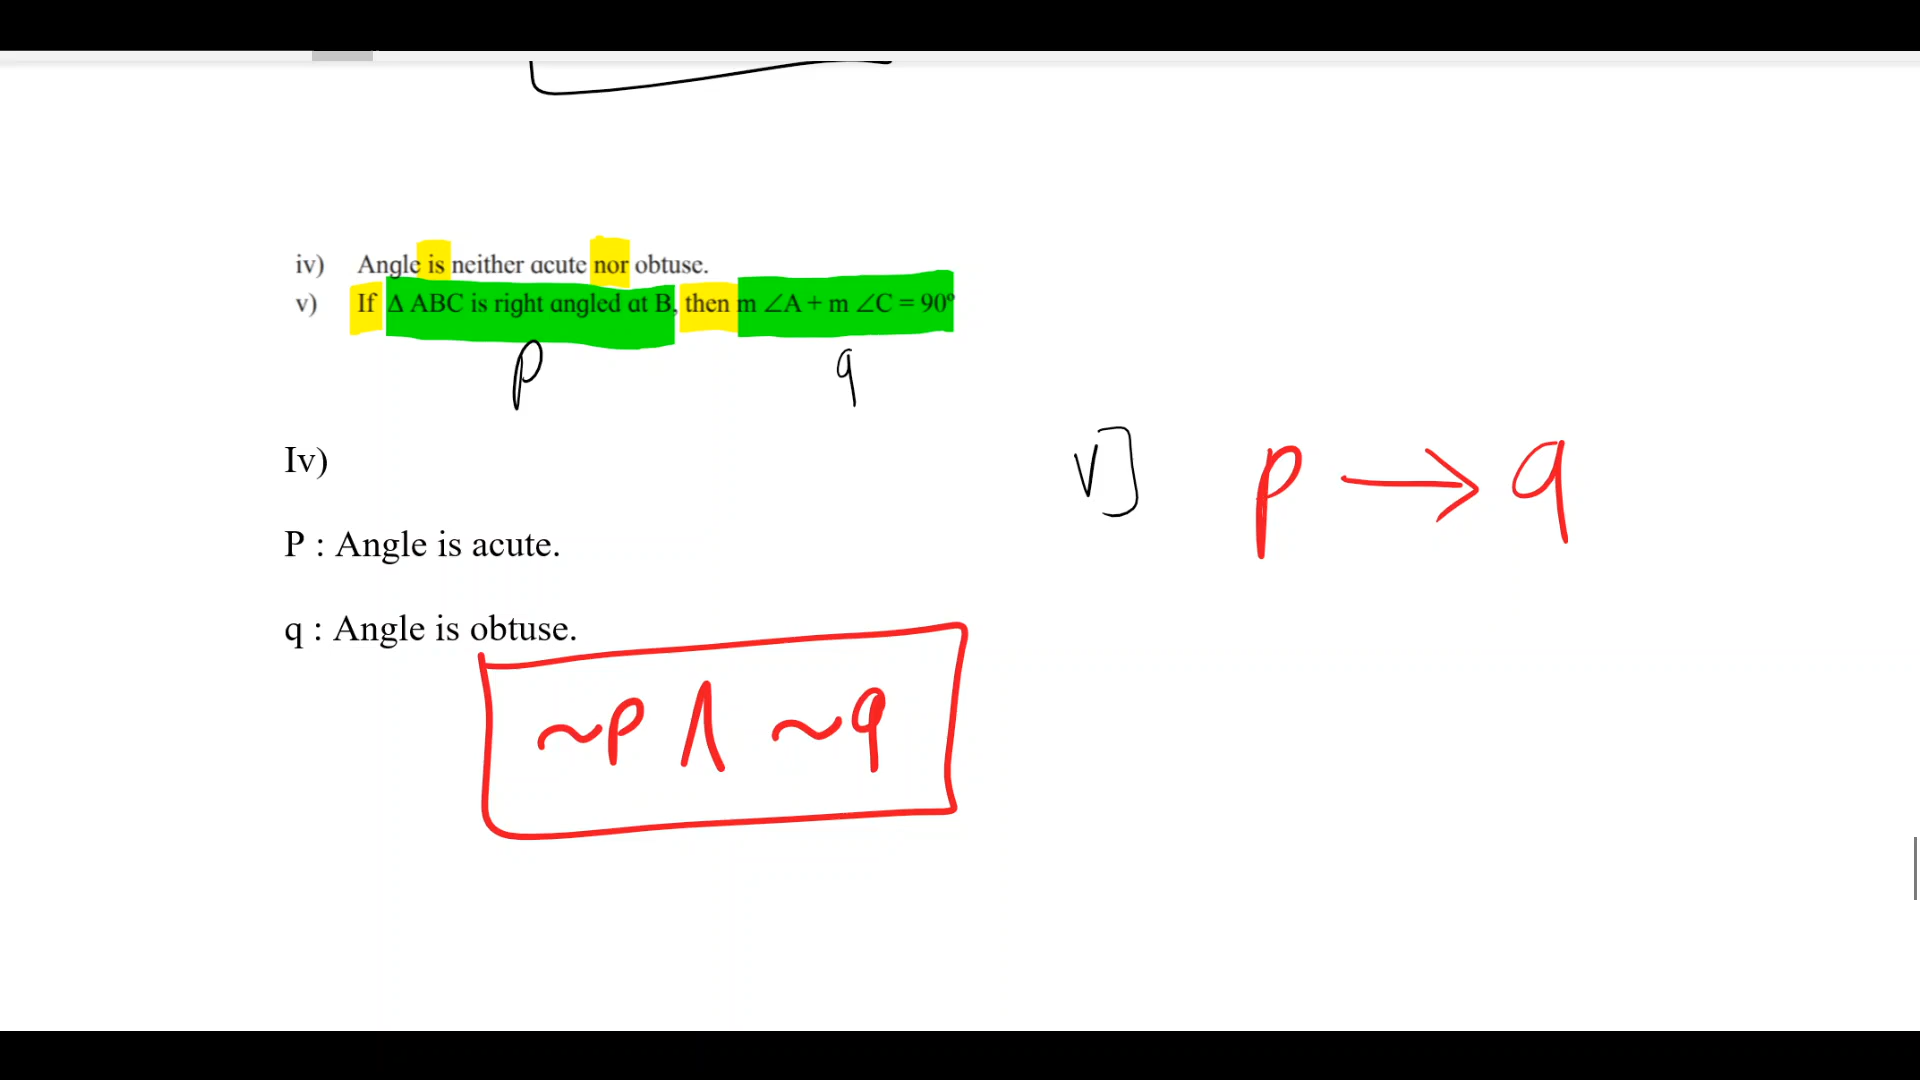 iv) Angle is neither acute nor obtuse.
v) If Δ ABC is right angled at B, then m ∠A + m ∠C = 90º
p q
Iv)
v] p → q
P : Angle is acute.
q : Angle is obtuse.
~p ∧ ~q